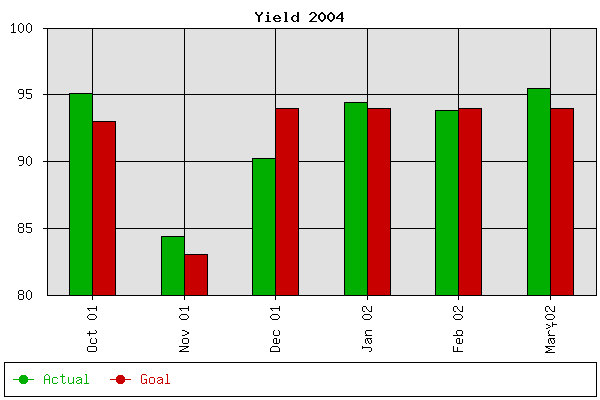 Yield 2004
100
95
90
85
80
Oct 01
Nov 01
Dec 01
Jan 02
Feb 02
Mar 02
Actual
Goal